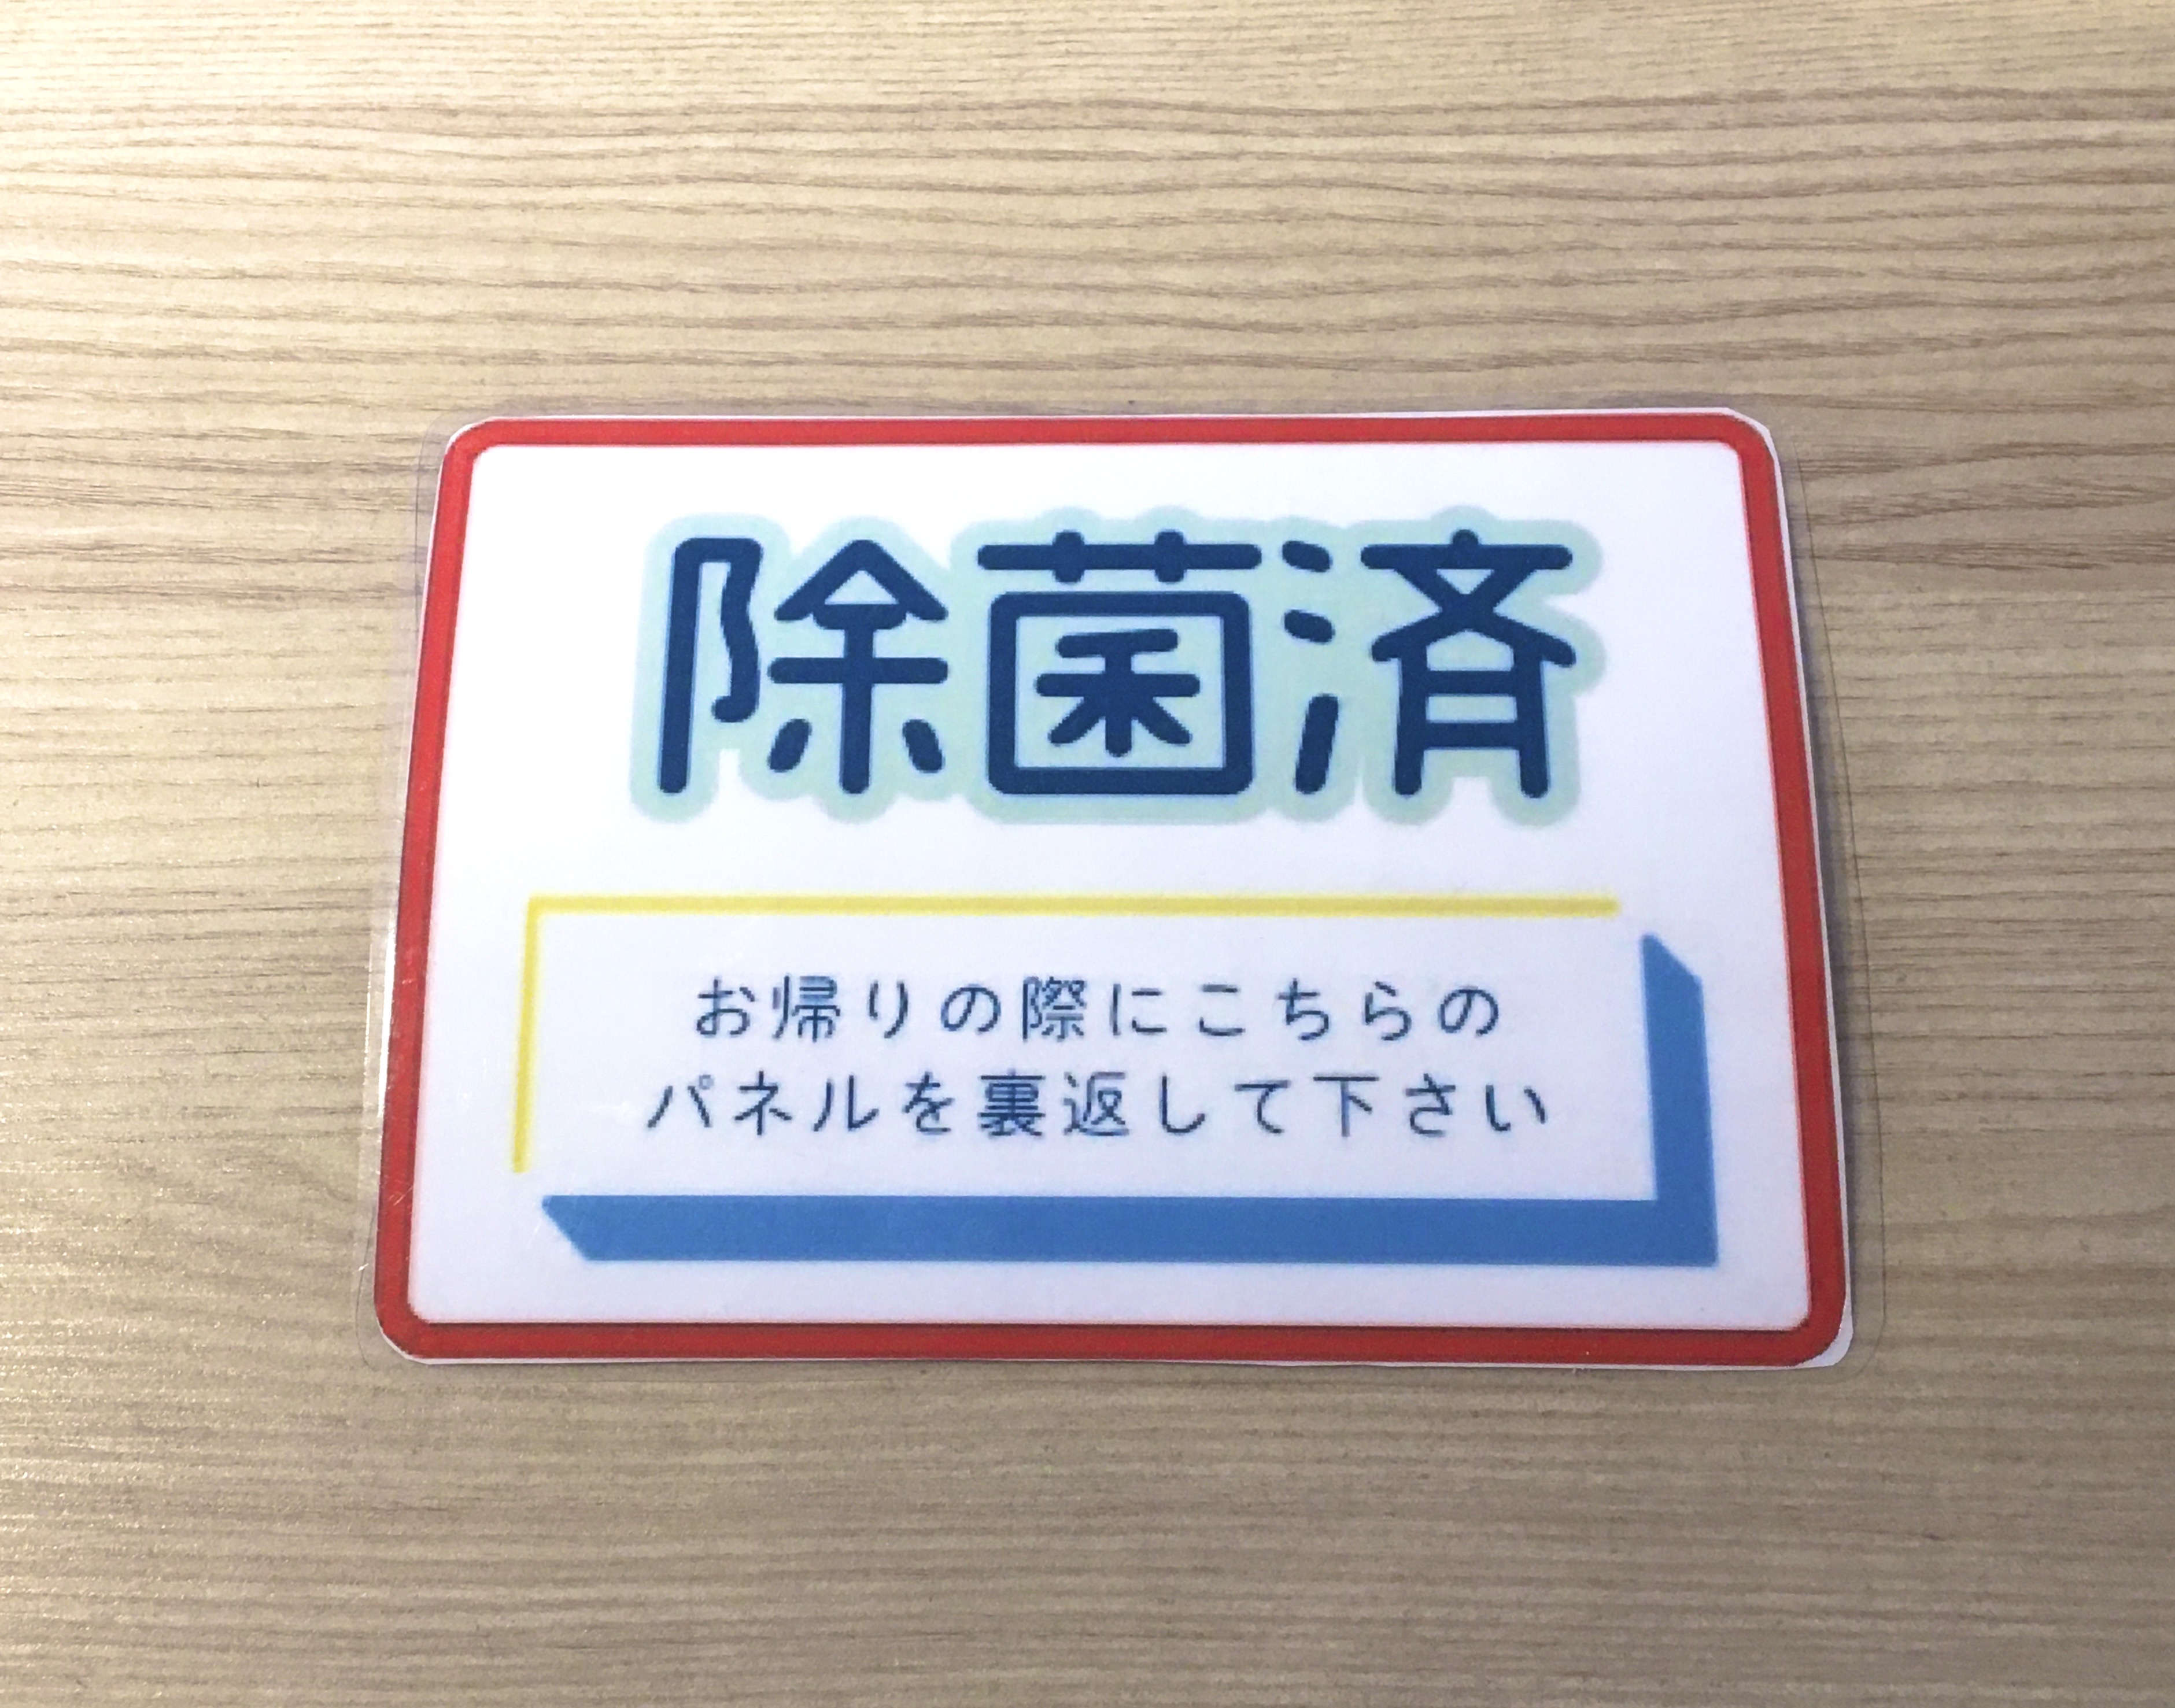 除菌済
お帰りの際にこちらの
パネルを裏返して下さい